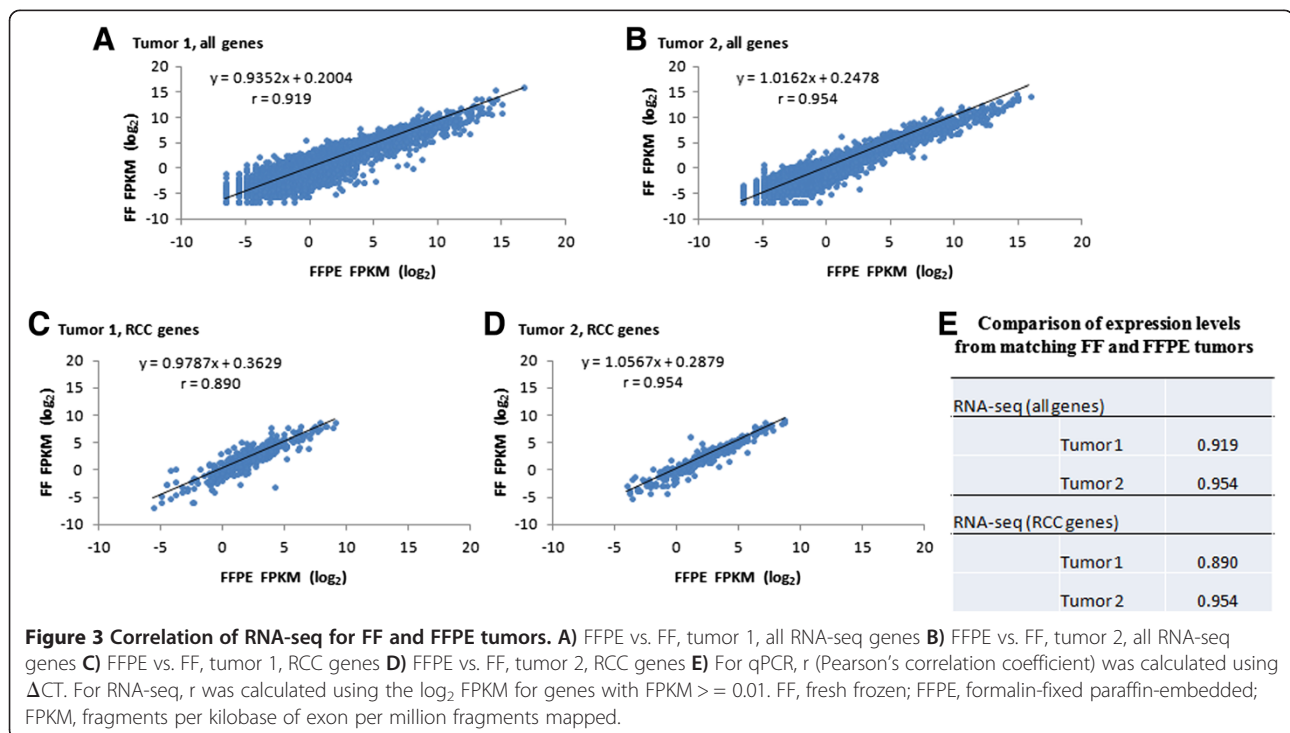 A Tumor 1, all genes
y = 0.9352x + 0.2004
r = 0.919
FF FPKM (log₂)
20
15
10
5
0
-5
-10
-10 -5 0 5 10 15 20
FFPE FPKM (log₂)
B Tumor 2, all genes
y = 1.0162x + 0.2478
r = 0.954
FF FPKM (log₂)
20
15
10
5
0
-5
-10
-10 -5 0 5 10 15 20
FFPE FPKM (log₂)
C Tumor 1, RCC genes
y = 0.9787x + 0.3629
r = 0.890
FF FPKM (log₂)
20
15
10
5
0
-5
-10
-10 -5 0 5 10 15 20
FFPE FPKM (log₂)
D Tumor 2, RCC genes
y = 1.0567x + 0.2879
r = 0.954
FF FPKM (log₂)
20
15
10
5
0
-5
-10
-10 -5 0 5 10 15 20
FFPE FPKM (log₂)
E Comparison of expression levels
from matching FF and FFPE tumors
RNA-seq (all genes)
Tumor 1 0.919
Tumor 2 0.954
RNA-seq (RCC genes)
Tumor 1 0.890
Tumor 2 0.954
Figure 3 Correlation of RNA-seq for FF and FFPE tumors. A) FFPE vs. FF, tumor 1, all RNA-seq genes B) FFPE vs. FF, tumor 2, all RNA-seq
genes C) FFPE vs. FF, tumor 1, RCC genes D) FFPE vs. FF, tumor 2, RCC genes E) For qPCR, r (Pearson's correlation coefficient) was calculated using
ΔCT. For RNA-seq, r was calculated using the log₂ FPKM for genes with FPKM > = 0.01. FF, fresh frozen; FFPE, formalin-fixed paraffin-embedded;
FPKM, fragments per kilobase of exon per million fragments mapped.